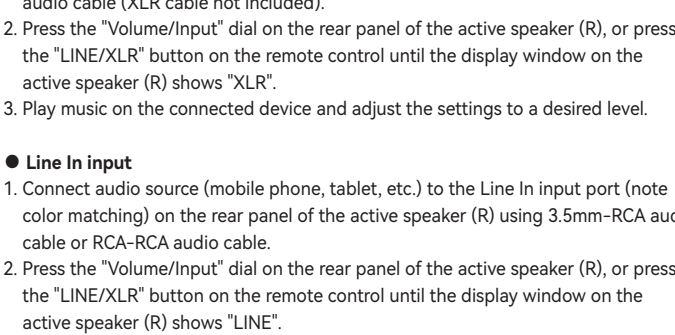 audio cable (XLR cable not included).
2. Press the "Volume/Input" dial on the rear panel of the active speaker (R), or press
the "LINE/XLR" button on the remote control until the display window on the
active speaker (R) shows "XLR".
3. Play music on the connected device and adjust the settings to a desired level.
● Line In input
1. Connect audio source (mobile phone, tablet, etc.) to the Line In input port (note
color matching) on the rear panel of the active speaker (R) using 3.5mm-RCA
cable or RCA-RCA audio cable.
2. Press the "Volume/Input" dial on the rear panel of the active speaker (R), or press
the "LINE/XLR" button on the remote control until the display window on the
active speaker (R) shows "LINE".